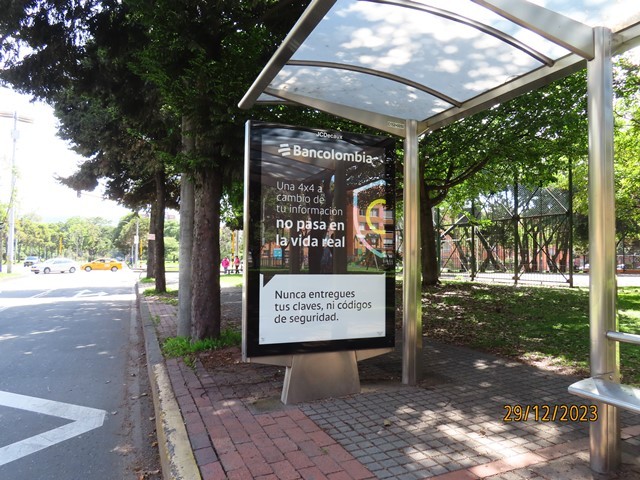 JCDecaux
Bancolombia
Una 4x4 a
cambio de
tu información
no pasa en
la vida real
Nunca entregues
tus claves, ni códigos
de seguridad.
29/12/2023